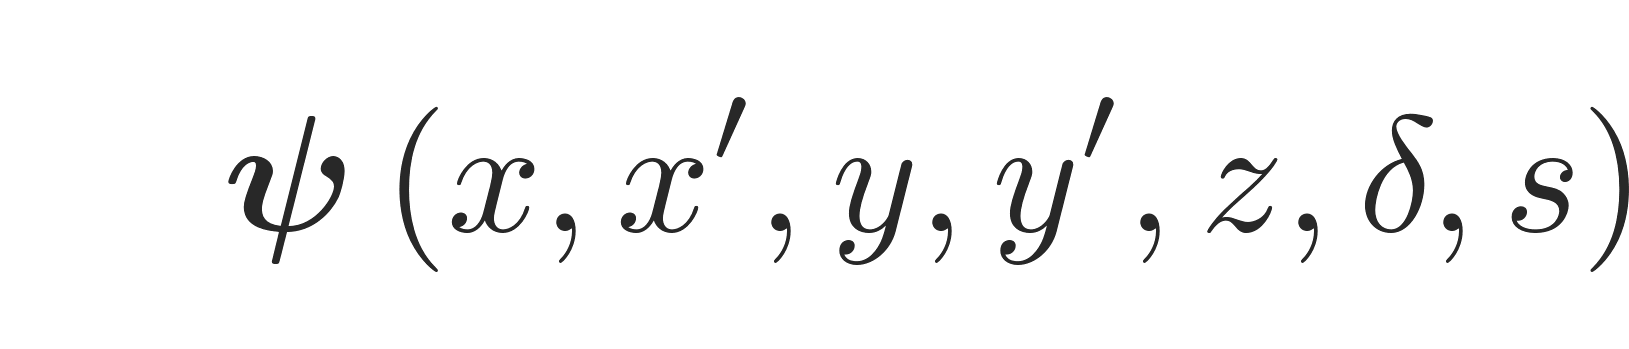 𝝍 (x, x′, y, y′, z, δ, s)